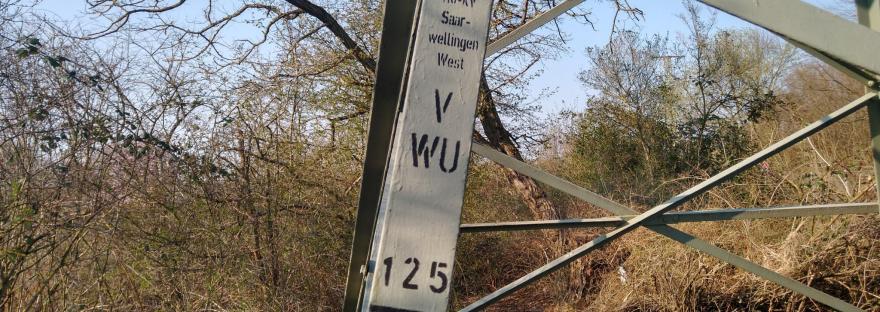 Saar-
wellingen
West
V
WU
125